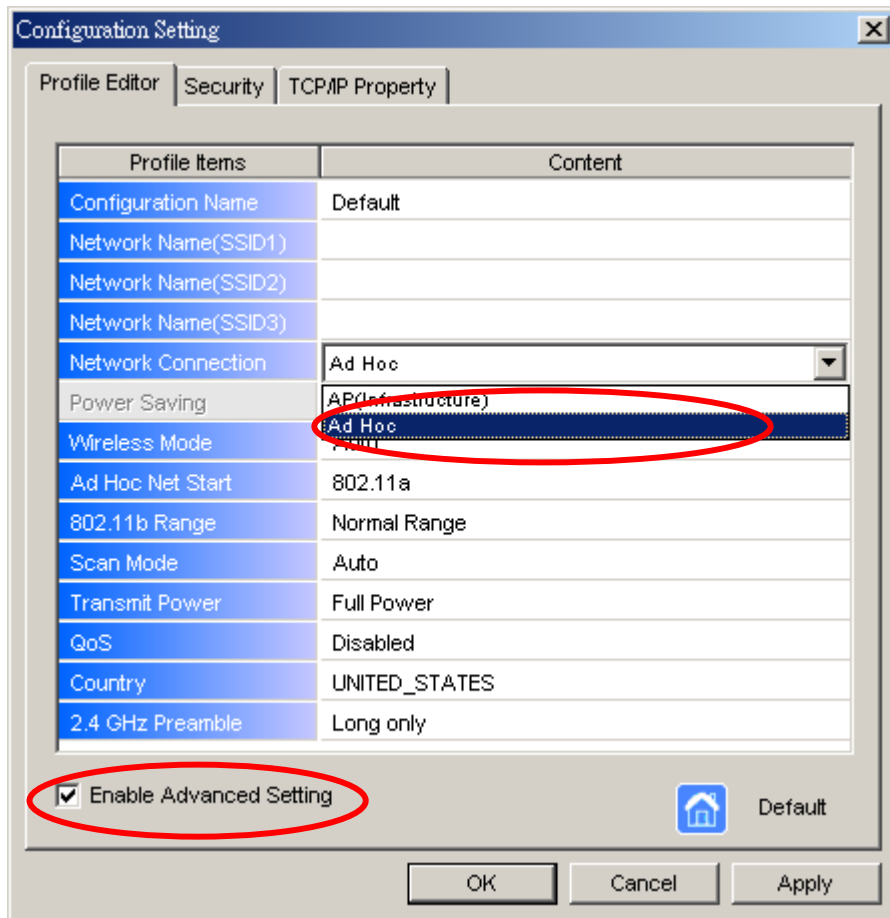 Configuration Setting
Profile Editor Security TCP/IP Property
Profile Items Content
Configuration Name Default
Network Name(SSID1)
Network Name(SSID2)
Network Name(SSID3)
Network Connection Ad Hoc
AP(Infrastructure)
Power Saving
Ad Hoc
Wireless Mode Auto
Ad Hoc Net Start 802.11a
802.11b Range Normal Range
Scan Mode Auto
Transmit Power Full Power
QoS Disabled
Country UNITED_STATES
2.4 GHz Preamble Long only
Enable Advanced Setting
Default
OK Cancel Apply